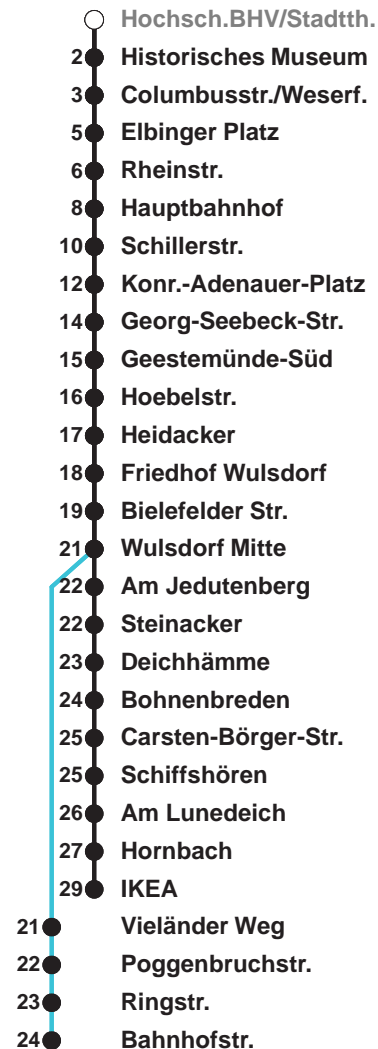 Hochsch.BHV/Stadtth.
2 Historisches Museum
3 Columbusstr./Weserf.
5 Elbinger Platz
6 Rheinstr.
8 Hauptbahnhof
10 Schillerstr.
12 Konr.-Adenauer-Platz
14 Georg-Seebeck-Str.
15 Geestemünde-Süd
16 Hoebelstr.
17 Heidacker
18 Friedhof Wulsdorf
19 Bielefelder Str.
21 Wulsdorf Mitte
22 Am Jedutenberg
22 Steinacker
23 Deichhämme
24 Bohnenbreden
25 Carsten-Börger-Str.
25 Schiffshören
26 Am Lunedeich
27 Hornbach
29 IKEA
21 Vieländer Weg
22 Poggenbruchstr.
23 Ringstr.
24 Bahnhofstr.